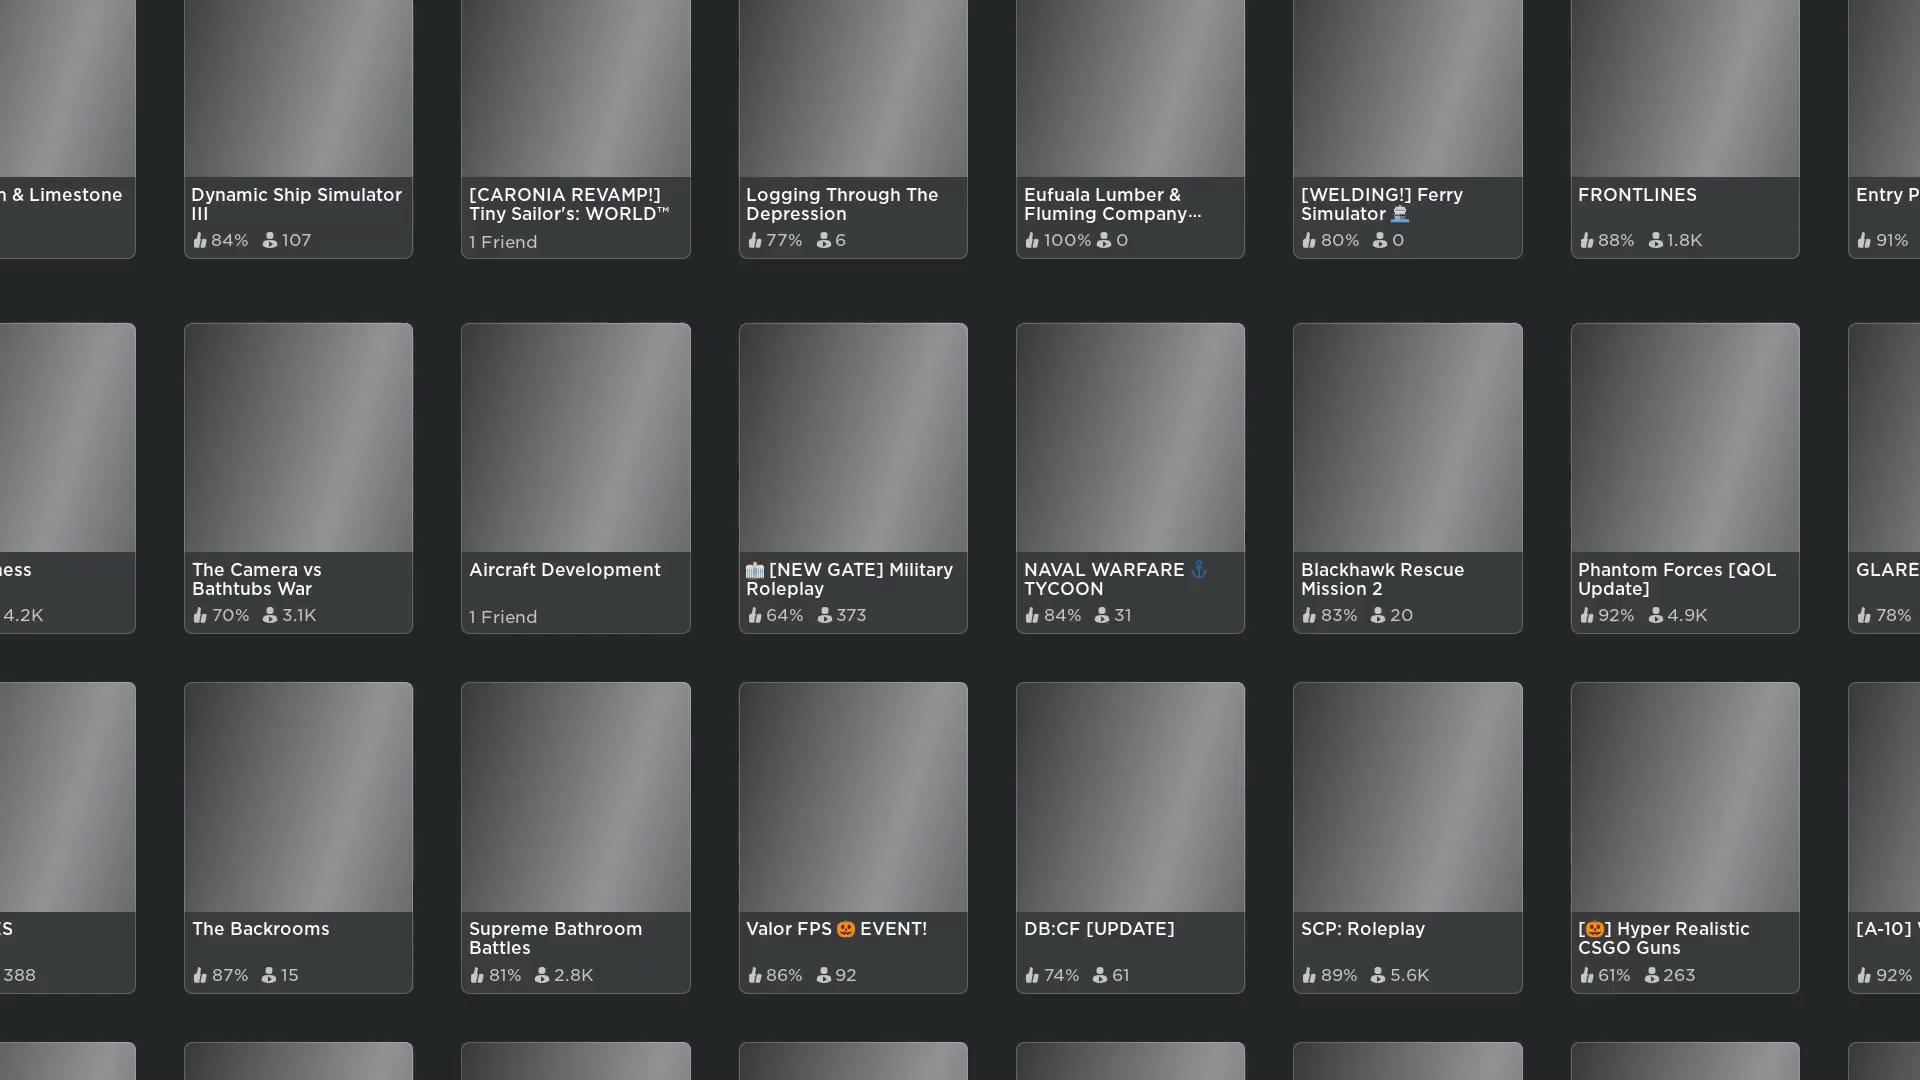 n & Limestone
Dynamic Ship Simulator
III
84% 107
[CARONIA REVAMP!]
Tiny Sailor's: WORLD™
1 Friend
Logging Through The
Depression
77% 6
Eufuala Lumber &
Fluming Company...
100% 0
[WELDING!] Ferry
Simulator 🚢
80% 0
FRONTLINES
88% 1.8K
Entry P
91%
ness
4.2K
The Camera vs
Bathtubs War
70% 3.1K
Aircraft Development
1 Friend
[NEW GATE] Military
Roleplay
64% 373
NAVAL WARFARE ⚓
TYCOON
84% 31
Blackhawk Rescue
Mission 2
83% 20
Phantom Forces [QOL
Update]
92% 4.9K
GLARE
78%
S
388
The Backrooms
87% 15
Supreme Bathroom
Battles
81% 2.8K
Valor FPS 🎃 EVENT!
86% 92
DB:CF [UPDATE]
74% 61
SCP: Roleplay
89% 5.6K
[🎃] Hyper Realistic
CSGO Guns
61% 263
[A-10]
92%